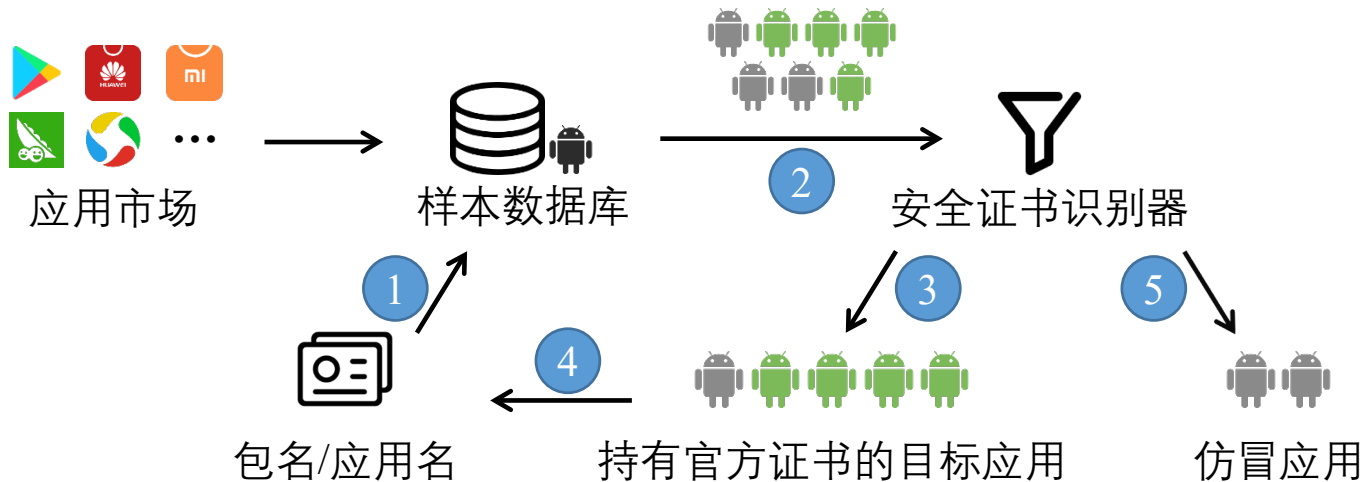 HUAWEI
mi
...
2
应用市场
样本数据库
安全证书识别器
1
3
5
4
包名/应用名
持有官方证书的目标应用
仿冒应用